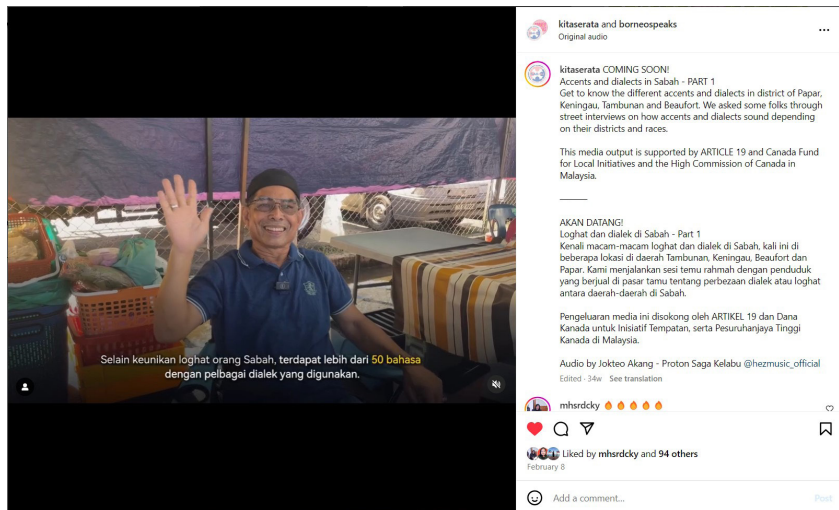 kitaserata and borneospeaks
Original audio
kitaserata COMING SOON!
Accents and dialects in Sabah - PART 1
Get to know the different accents and dialects in district of Papar,
Keningau, Tambunan and Beaufort. We asked some folks through
street interviews on how accents and dialects sound depending
on their districts and races.
This media output is supported by ARTICLE 19 and Canada Fund
for Local Initiatives and the High Commission of Canada in
Malaysia.
AKAN DATANG!
Loghat dan dialek di Sabah - Part 1
Kenali macam-macam loghat dan dialek di Sabah, kali ini di
beberapa lokasi di daerah Tambunan, Keningau, Beaufort dan
Papar. Kami menjalankan sesi temu rahmah dengan penduduk
yang berjual di pasar tamu tentang perbezaan dialek atau loghat
antara daerah-daerah di Sabah.
Pengeluaran media ini disokong oleh ARTIKEL 19 dan Dana
Kanada untuk Inisiatif Tempatan, serta Pesuruhanjaya Tinggi
Kanada di Malaysia.
Audio by Jokteo Akang - Proton Saga Kelabu @hezmusic_official
Edited · 34w See translation
mhsrdcky 🔥 🔥 🔥 🔥 🔥
Liked by mhsrdcky and 94 others
February 8
Add a comment...
Post
Selain keunikan loghat orang Sabah, terdapat lebih dari 50 bahasa
dengan pelbagai dialek yang digunakan.